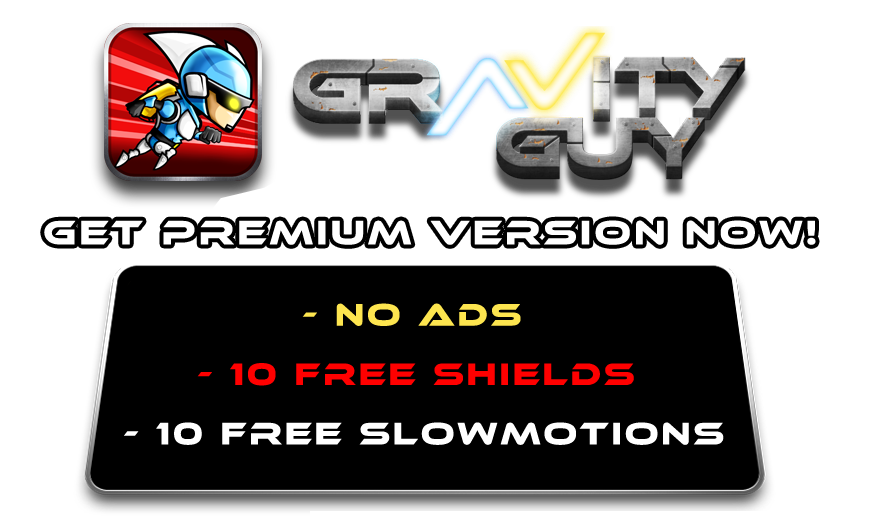 GRAVITY
GUY
GET PREMIUM VERSION NOW!
- NO ADS
- 10 FREE SHIELDS
- 10 FREE SLOWMOTIONS